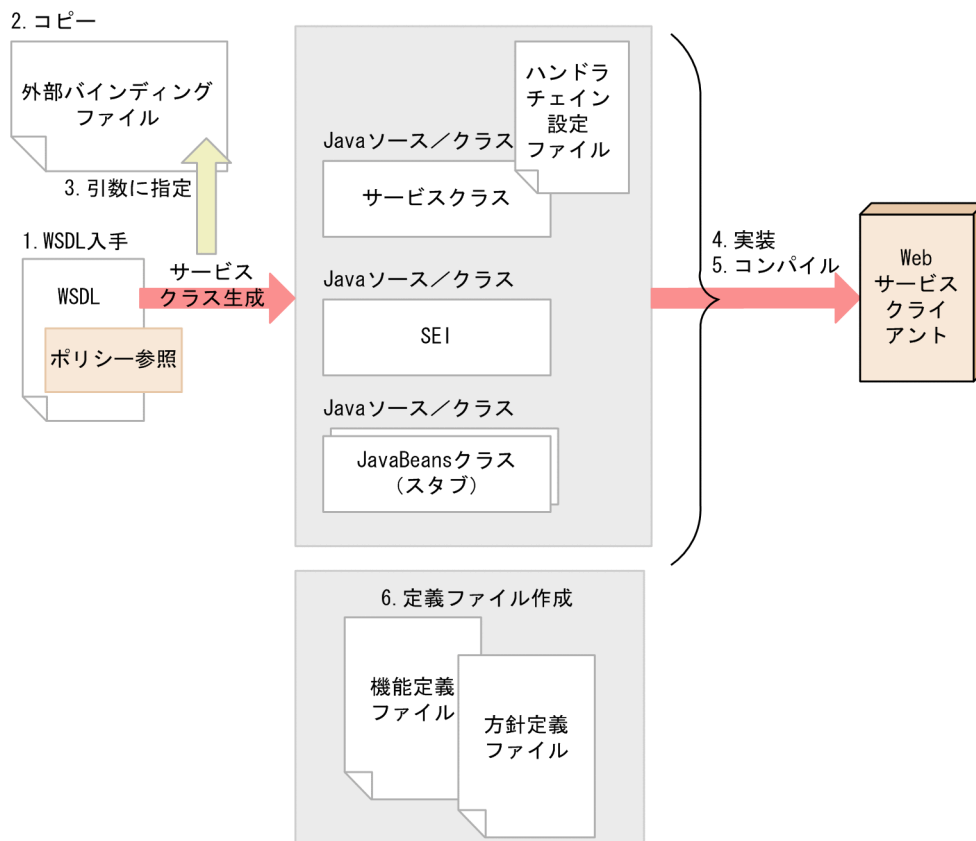 2.コピー
外部バインディング
ファイル
3.引数に指定
1.WSDL入手
WSDL
ポリシー参照
サービス
クラス生成
ハンドラ
チェイン
設定
ファイル
Javaソース／クラス
サービスクラス
Javaソース／クラス
SEI
Javaソース／クラス
JavaBeansクラス
（スタブ）
4.実装
5.コンパイル
Web
サービス
クライ
アント
6.定義ファイル作成
機能定義
ファイル
方針定義
ファイル